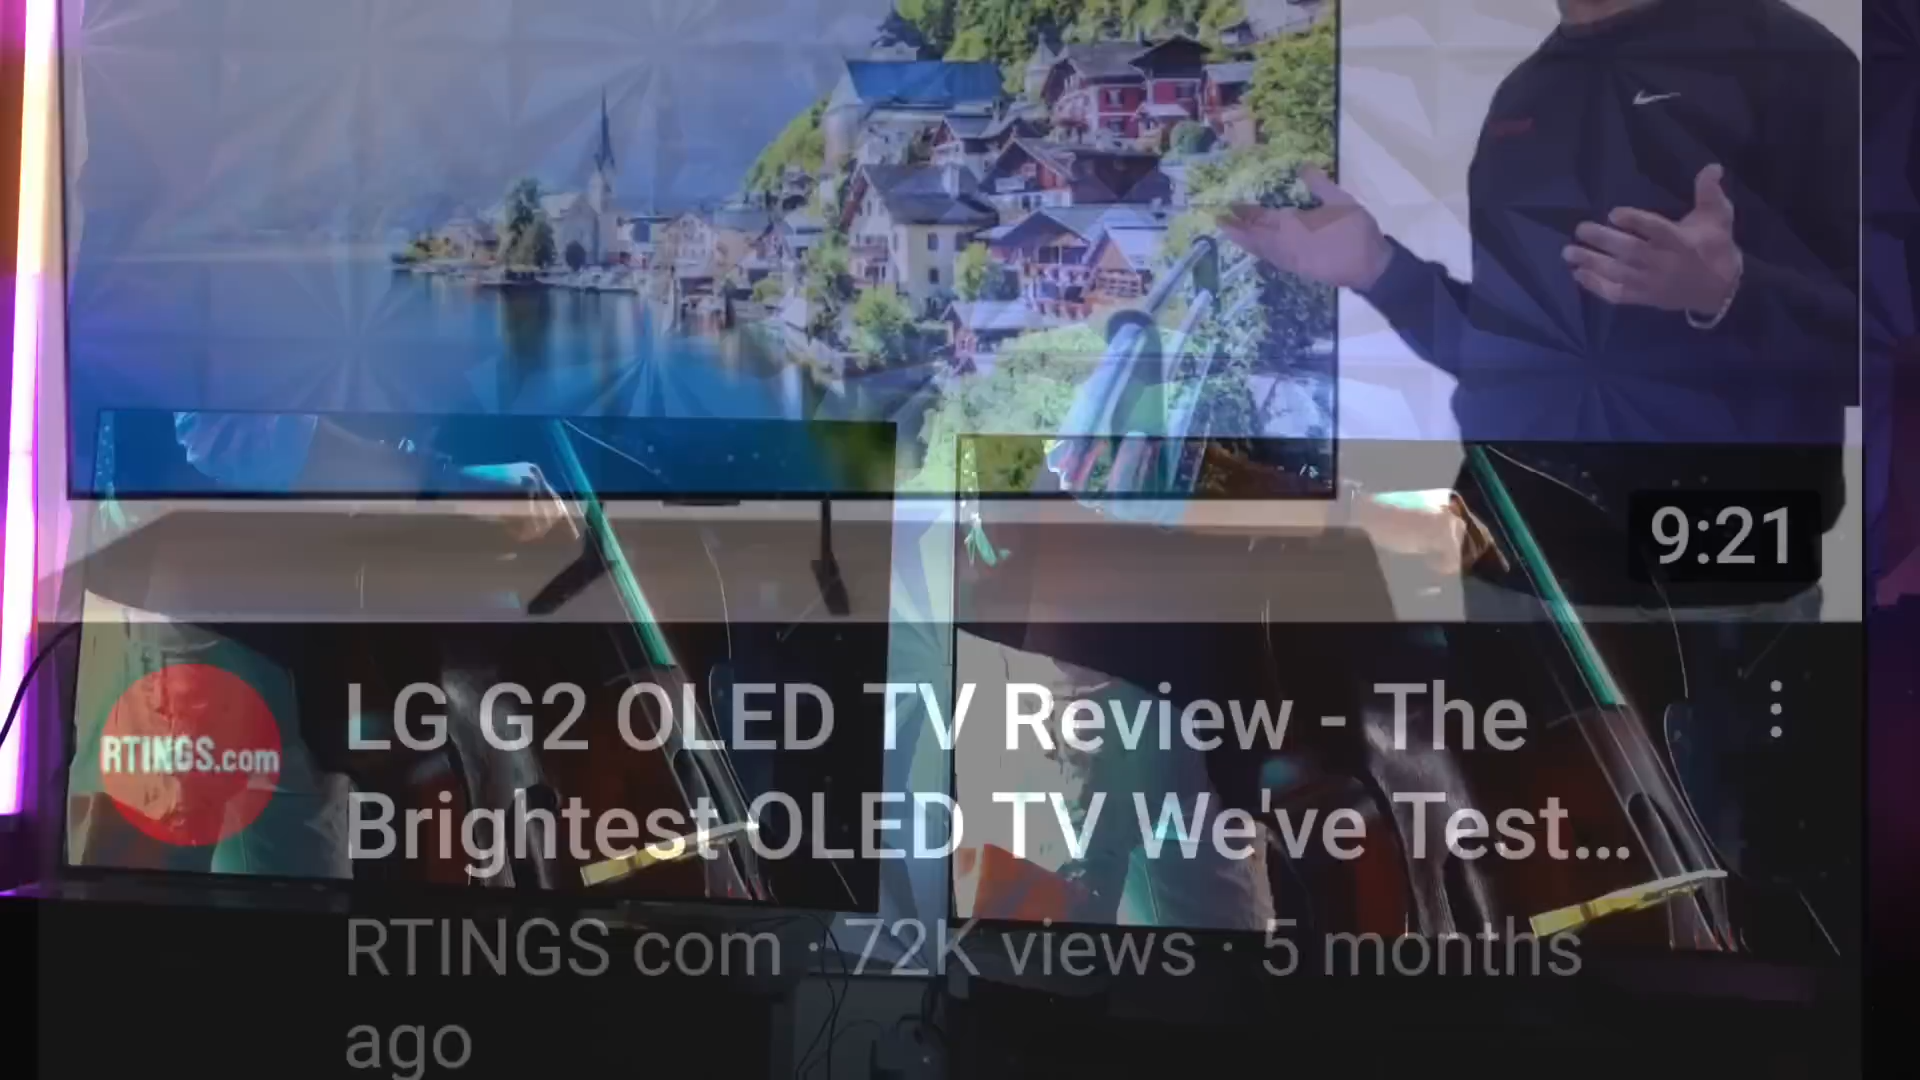 9:21
RTINGS.com
LG G2 OLED TV Review - The
Brightest OLED TV We've Test...
RTINGS com · 72K views · 5 months
ago